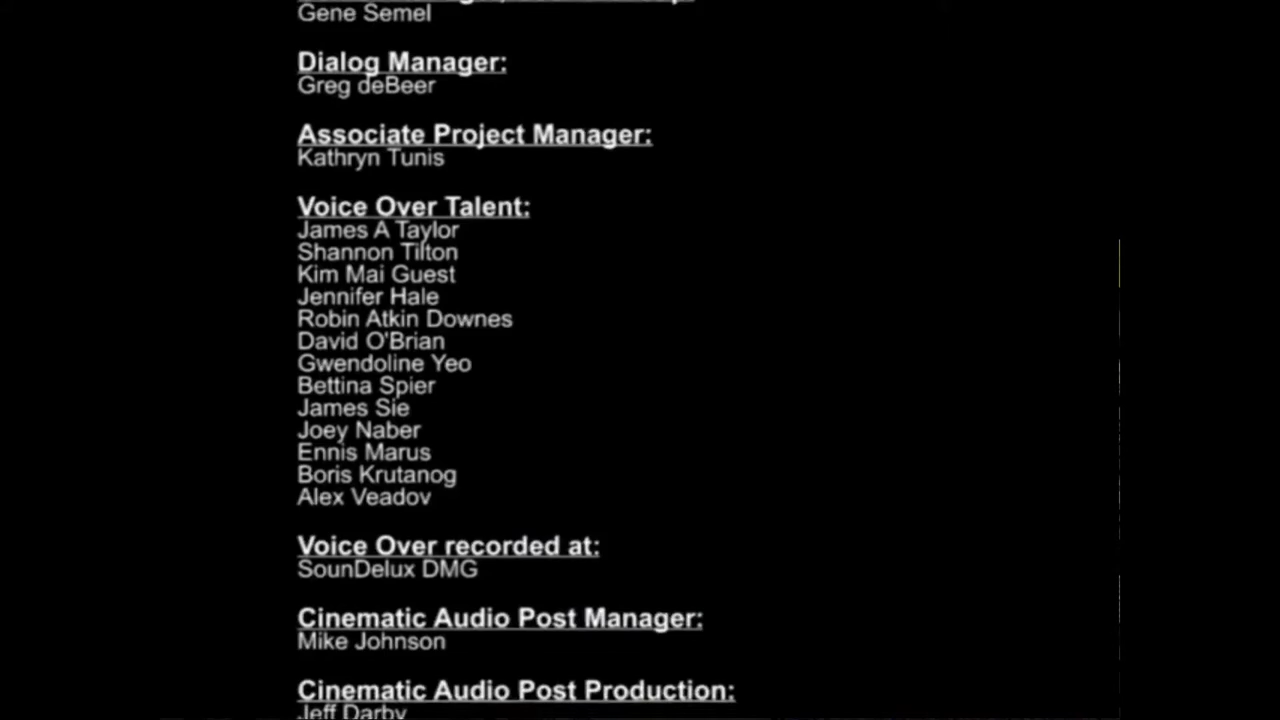 Gene Semel
Dialog Manager:
Greg deBeer
Associate Project Manager:
Kathryn Tunis
Voice Over Talent:
James A Taylor
Shannon Tilton
Kim Mai Guest
Jennifer Hale
Robin Atkin Downes
David O'Brian
Gwendoline Yeo
Bettina Spier
James Sie
Joey Naber
Ennis Marus
Boris Krutanog
Alex Veadov
Voice Over recorded at:
SounDelux DMG
Cinematic Audio Post Manager:
Mike Johnson
Cinematic Audio Post Production:
Jeff Darby